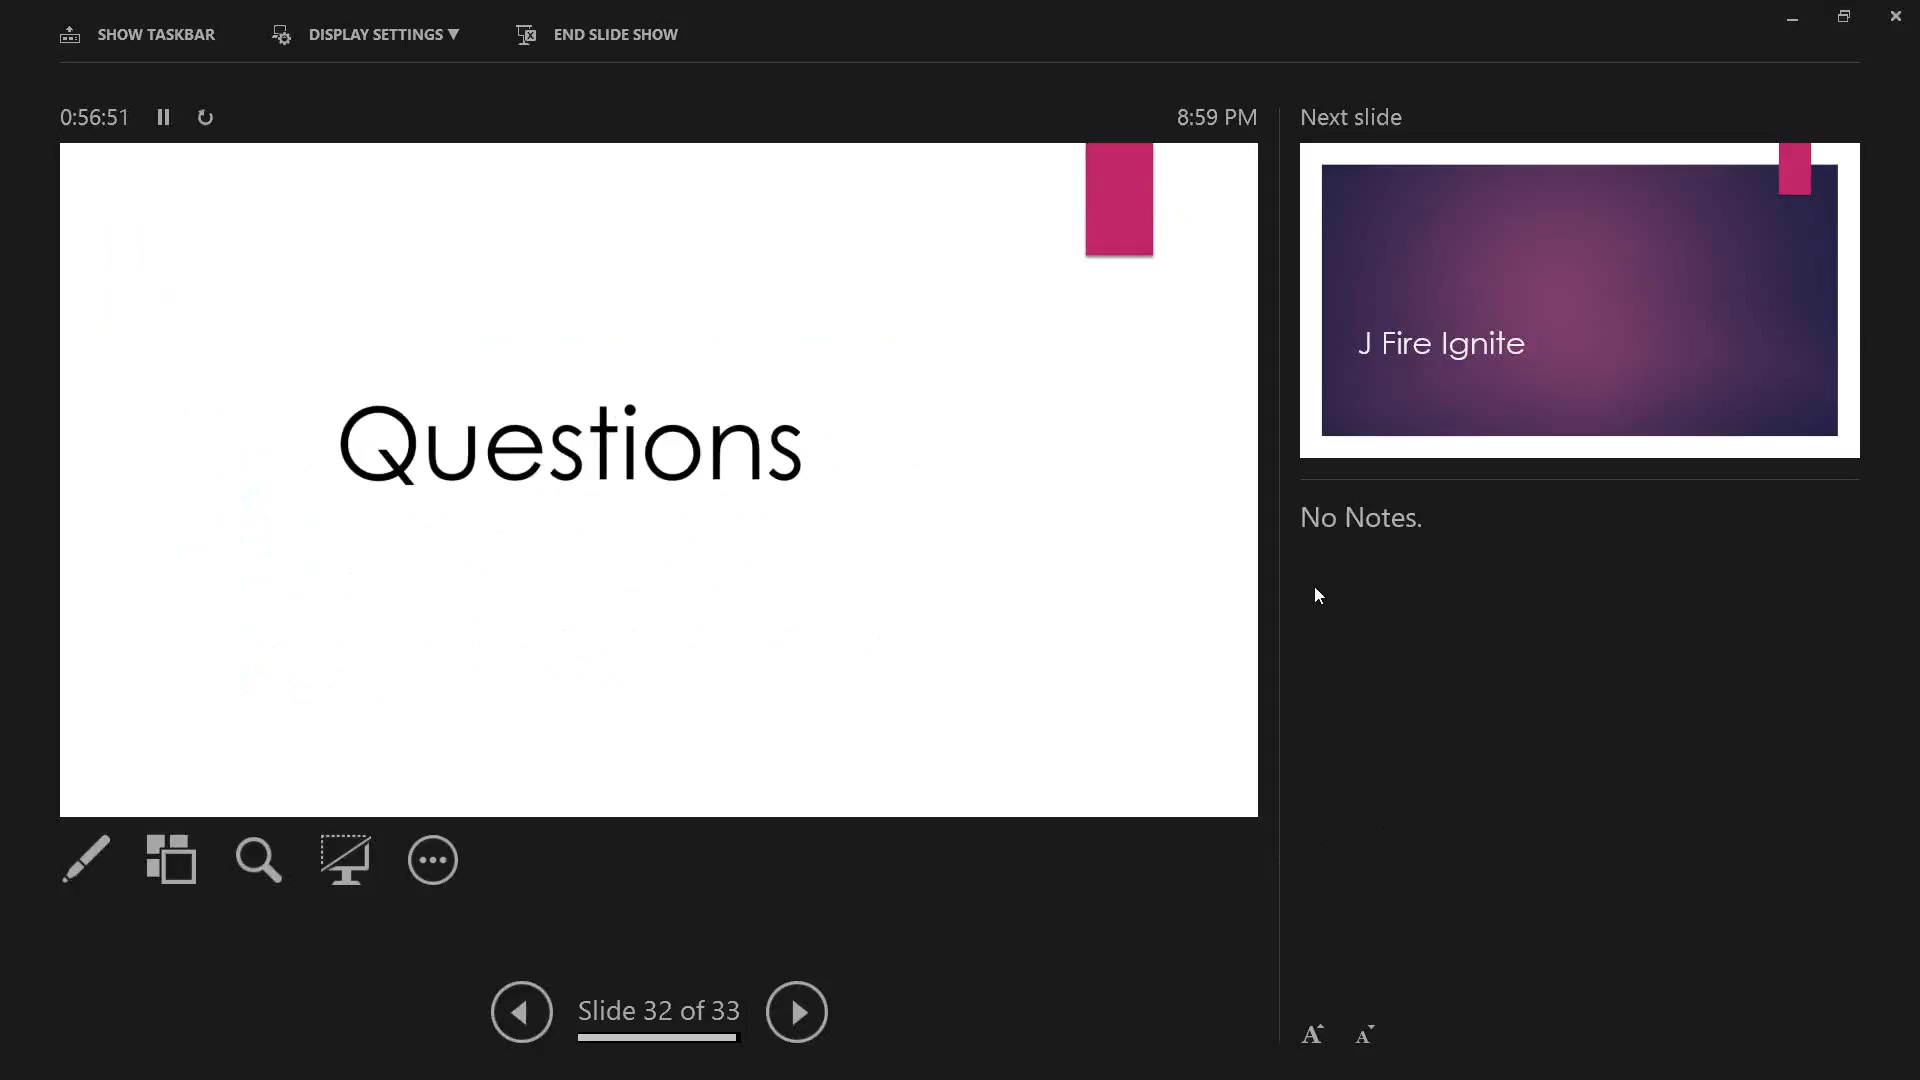 SHOW TASKBAR
DISPLAY SETTINGS ▼
END SLIDE SHOW
0:56:51
8:59 PM
Next slide
Questions
J Fire Ignite
No Notes.
Slide 32 of 33
A
A